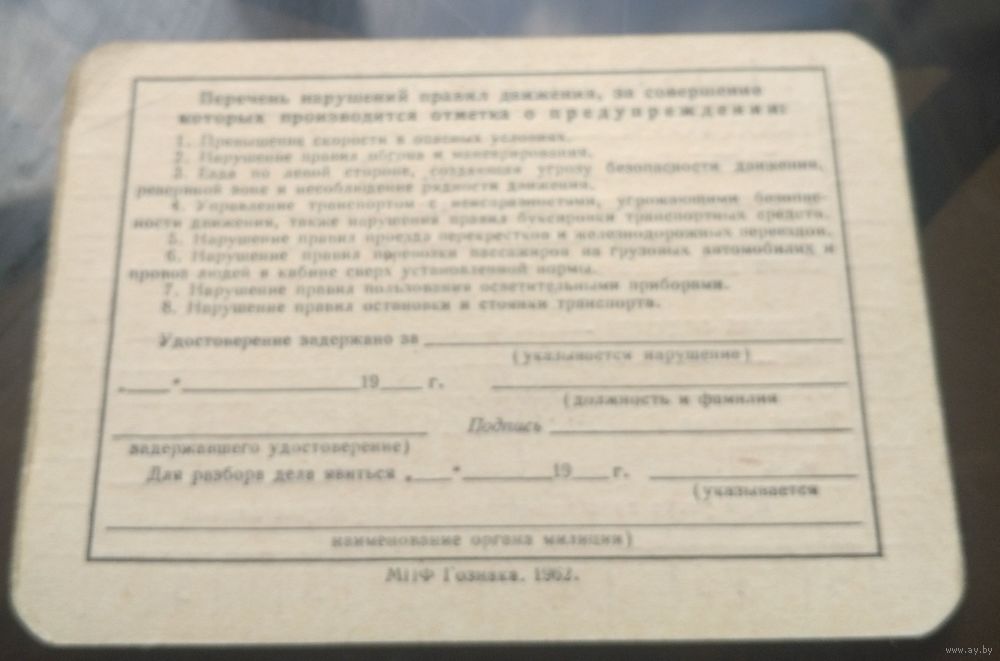 Перечень нарушений правил движения, за совершение
которых производится отметка о предупреждении:
1. Превышение скорости в опасных условиях.
2. Нарушение правил обгона и маневрирования.
3. Езда по левой стороне, создающая угрозу безопасности движения,
резервной зоне и несоблюдение рядности движения.
4. Управление транспортом с неисправностями, угрожающими безопас-
ности движения, также нарушения правил буксировки транспортных средств.
5. Нарушение правил проезда перекрестков и железнодорожных переездов.
6. Нарушение правил перевозки пассажиров на грузовых автомобилях и
провоз людей в кабине сверх установленной нормы.
7. Нарушение правил пользования осветительными приборами.
8. Нарушение правил остановки и стоянки транспорта.
Удостоверение задержано за
(указывается нарушение)
„ " 19 г.
(должность и фамилия
Подпись
задержавшего удостоверение)
Для разбора дела явиться „ " 19 г.
(указывается
наименование органа милиции)
МПФ Гознака. 1962.
www.ay.by